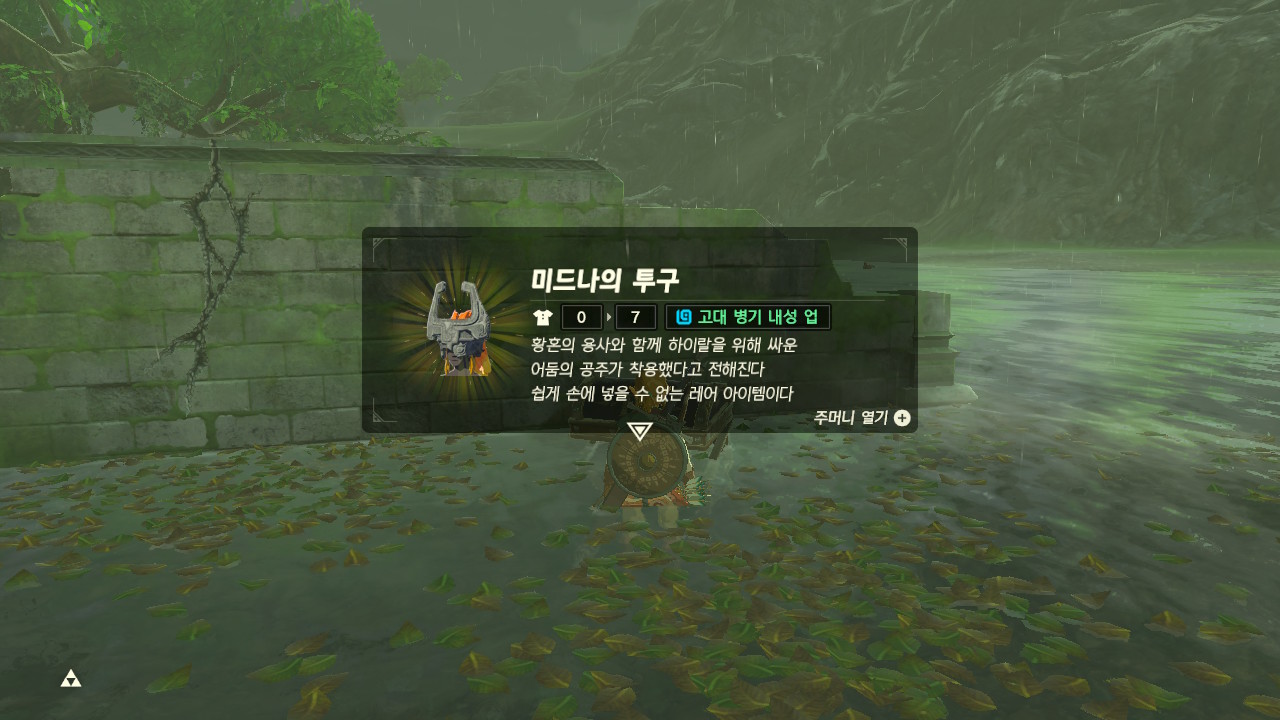 미드나의 투구
0 7 고대 병기 내성 업
황혼의 용사와 함께 하이랄을 위해 싸운
어둠의 공주가 착용했다고 전해진다
쉽게 손에 넣을 수 없는 레어 아이템이다
주머니 열기